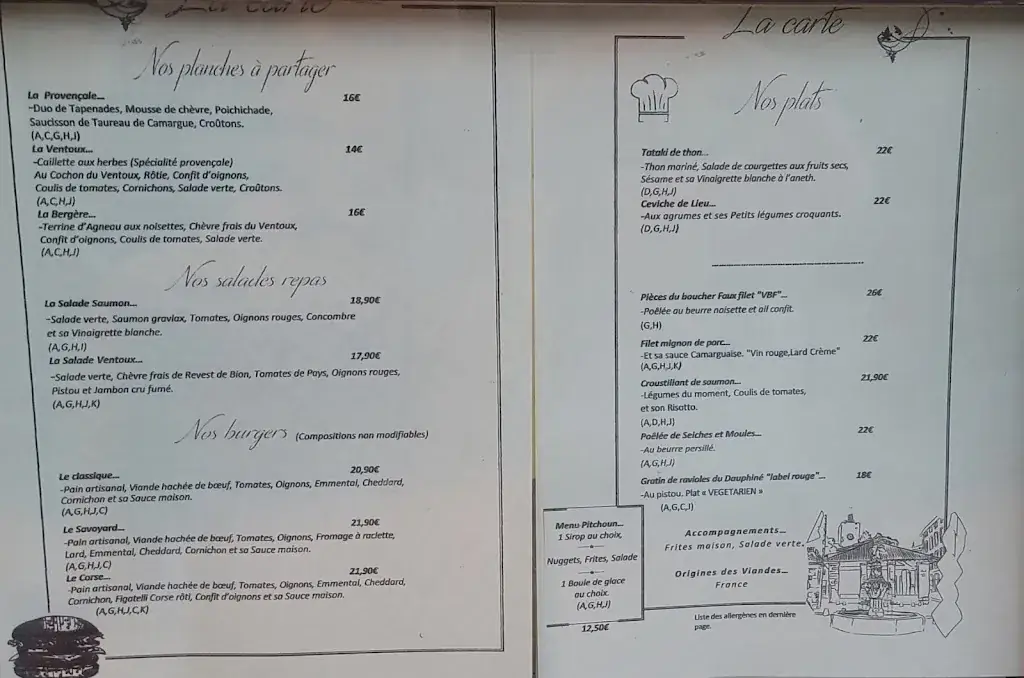 La carte
Nos planches à partager
La Provençale... 16€
-Duo de Tapenades, Mousse de chèvre, Poichichade,
Saucisson de Taureau de Camargue, Croûtons.
(A,C,G,H,I)
La Ventoux... 14€
-Caillette aux herbes (Spécialité provençale)
Au Cochon du Ventoux, Rôtie, Confit d'oignons,
Coulis de tomates, Cornichons, Salade verte, Croûtons.
(A,C,H,J)
La Bergère... 16€
-Terrine d'Agneau aux noisettes, Chèvre frais du Ventoux,
Confit d'oignons, Coulis de tomates, Salade verte.
(A,C,H,J)
Nos salades repas
La Salade Saumon... 18,90€
-Salade verte, Saumon gravlax, Tomates, Oignons rouges, Concombre
et sa Vinaigrette blanche.
(A,G,H,I)
La Salade Ventoux... 17,90€
-Salade verte, Chèvre frais de Revest de Bion, Tomates de Pays, Oignons rouges,
Pistou et Jambon cru fumé.
(A,G,H,J,K)
Nos burgers (Compositions non modifiables)
Le classique... 20,90€
-Pain artisanal, Viande hachée de bœuf, Tomates, Oignons, Emmental, Cheddard,
Cornichon et sa Sauce maison.
(A,G,H,J,C)
Le Savoyard... 21,90€
-Pain artisanal, Viande hachée de bœuf, Tomates, Oignons, Fromage à raclette,
Lard, Emmental, Cheddard, Cornichon et sa Sauce maison.
(A,G,H,J,C)
Le Corse... 21,90€
-Pain artisanal, Viande hachée de bœuf, Tomates, Oignons, Emmental, Cheddard,
Cornichon, Figatelli Corse rôti, Confit d'oignons et sa Sauce maison.
(A,G,H,J,C,K)
La carte
Nos plats
Tataki de thon... 22€
-Thon mariné, Salade de courgettes aux fruits secs,
Sésame et sa Vinaigrette blanche à l'aneth.
(D,G,H,J)
Ceviche de Lieu... 22€
-Aux agrumes et ses Petits légumes croquants.
(D,G,H,J)
Pièces du boucher Faux filet "VBF"... 26€
-Poêlée au beurre noisette et ail confit.
(G,H)
Filet mignon de porc... 22€
-Et sa sauce Camarguaise. "Vin rouge,Lard Crème"
(A,G,H,J,K)
Croustillant de saumon... 21,90€
-Légumes du moment, Coulis de tomates,
et son Risotto.
(A,D,H,J)
Poêlée de Seiches et Moules... 22€
-Au beurre persillé.
(A,G,H,J)
Gratin de ravioles du Dauphiné "label rouge"... 18€
-Au pistou. Plat « VEGETARIEN »
(A,G,C,I)
Menu Pitchoun...
1 Sirop au choix,
Nuggets, Frites, Salade
1 Boule de glace
au choix.
(A,G,H,J)
12,50€
Accompagnements...
Frites maison, Salade verte.
Origines des Viandes...
France
Liste des allergènes en dernière
page.